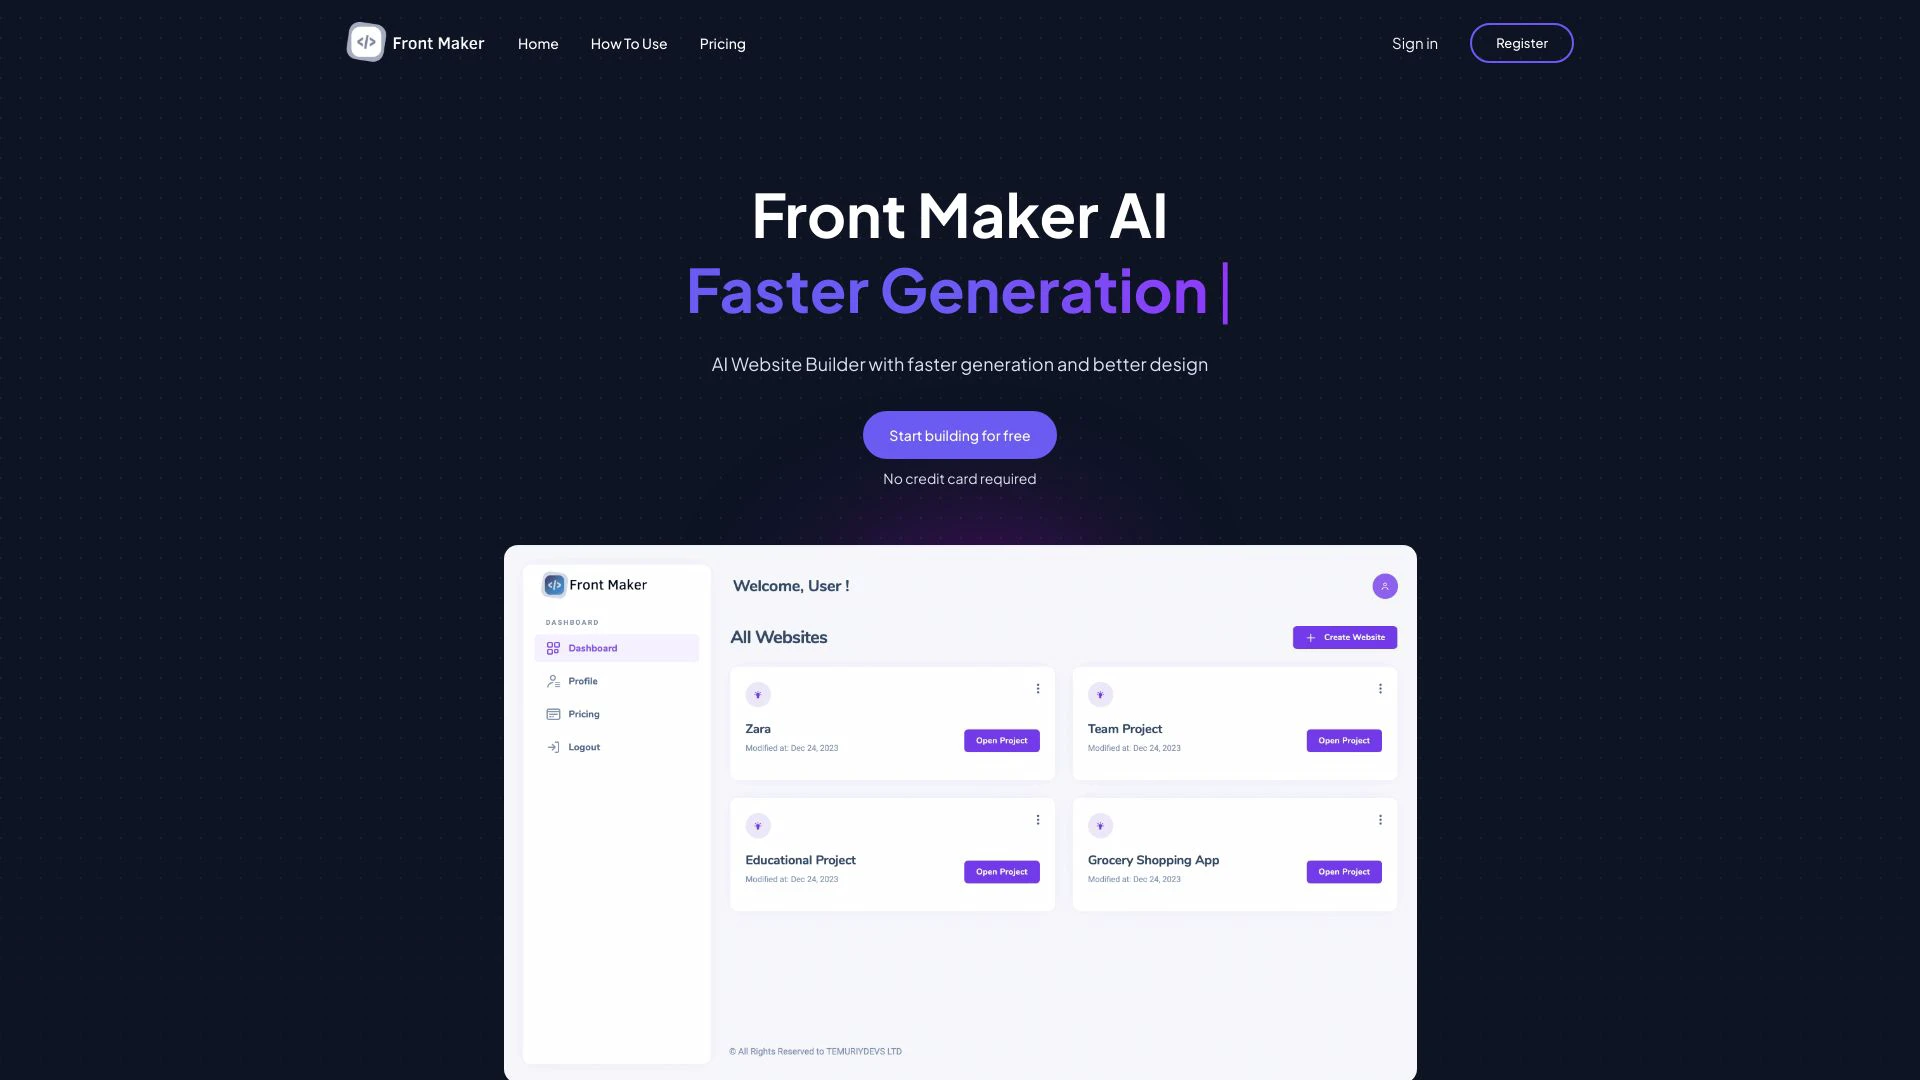 Front Maker
Home
How To Use
Pricing
Sign in
Register
Front Maker AI
Faster Generation |
AI Website Builder with faster generation and better design
Start building for free
No credit card required
Front Maker
DASHBOARD
Dashboard
Profile
Pricing
Logout
Welcome, User !
All Websites
Create Website
Zara
Modified at: Dec 24, 2023
Open Project
Team Project
Modified at: Dec 24, 2023
Open Project
Educational Project
Modified at: Dec 24, 2023
Open Project
Grocery Shopping App
Modified at: Dec 24, 2023
Open Project
© All Rights Reserved to TEMURIYDEVS LTD